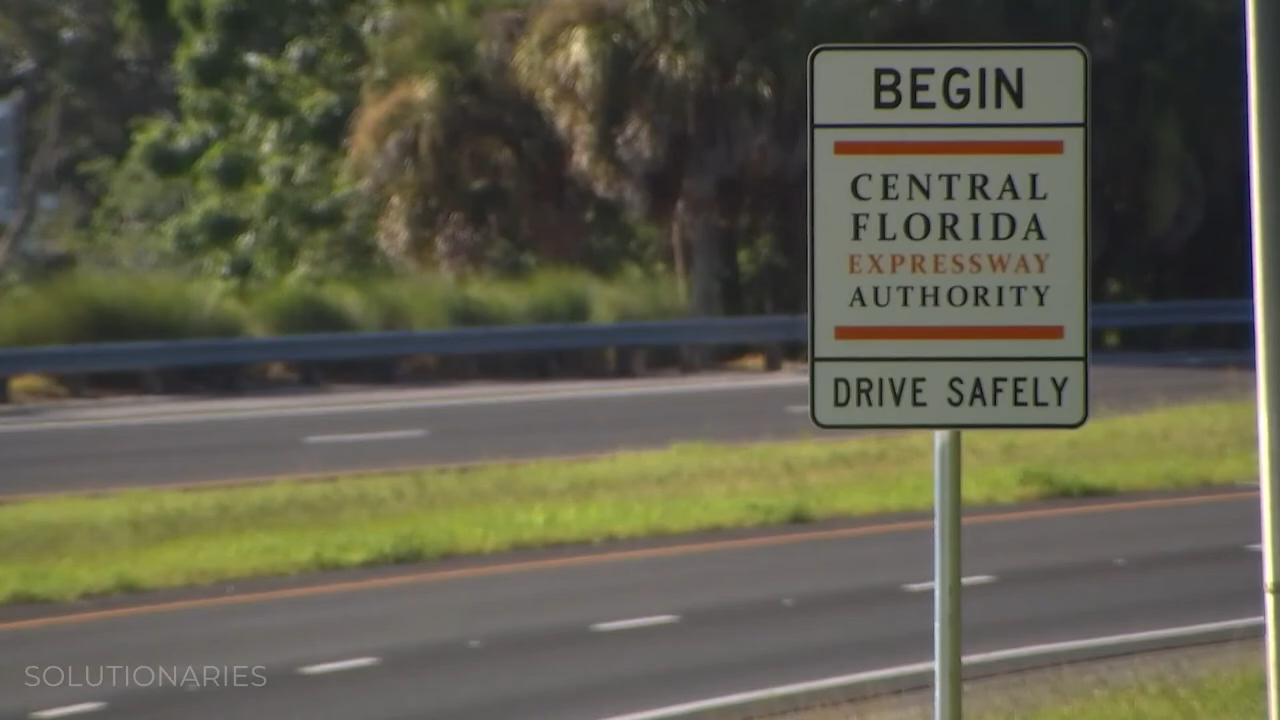 BEGIN
CENTRAL
FLORIDA
EXPRESSWAY
AUTHORITY
DRIVE SAFELY
SOLUTIONARIES